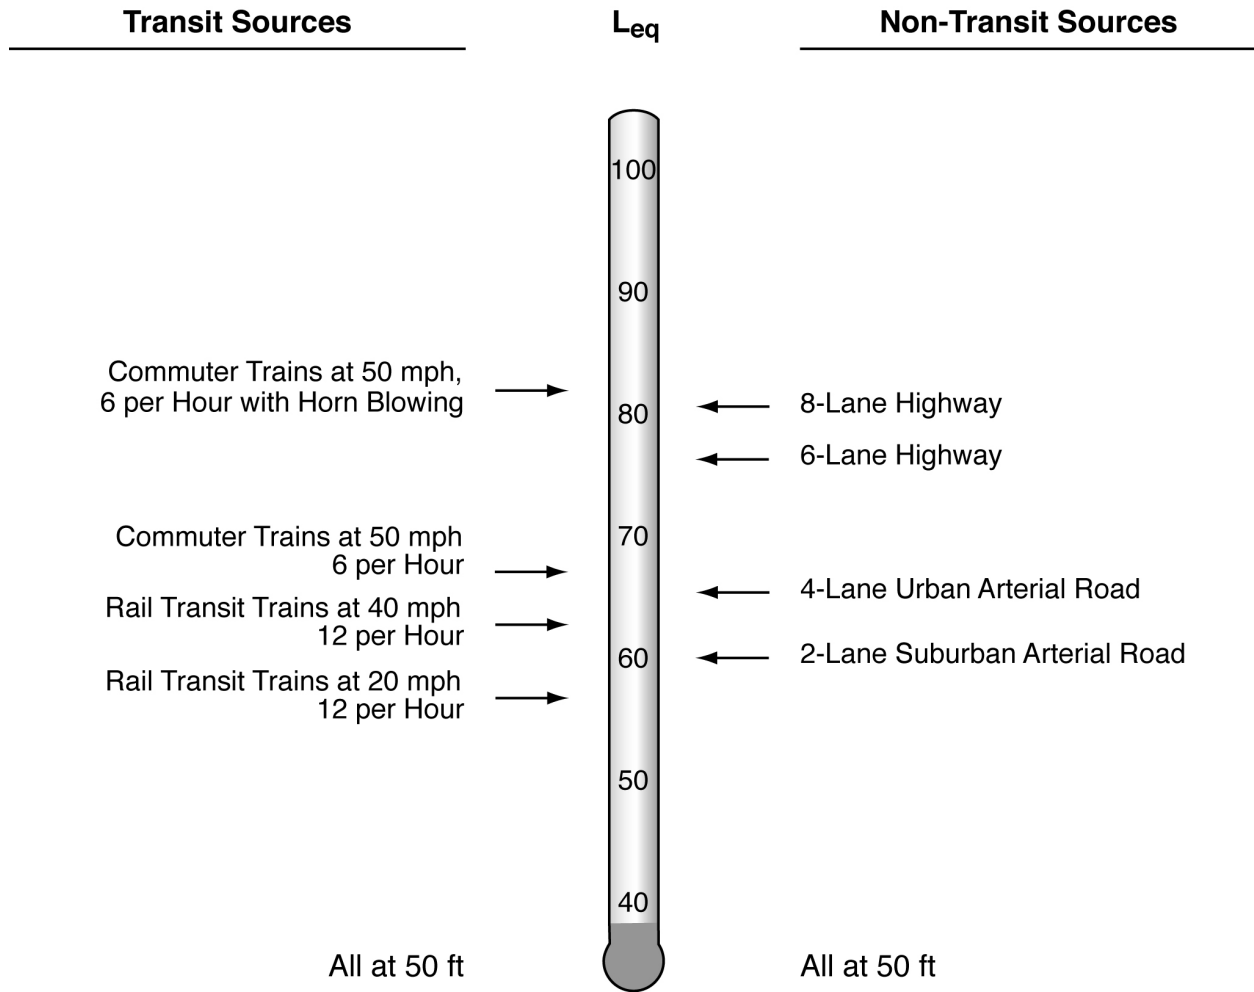 Transit Sources
Leq
Non-Transit Sources
100
90
Commuter Trains at 50 mph,
6 per Hour with Horn Blowing
80
8-Lane Highway
6-Lane Highway
Commuter Trains at 50 mph
6 per Hour
70
4-Lane Urban Arterial Road
Rail Transit Trains at 40 mph
12 per Hour
60
2-Lane Suburban Arterial Road
Rail Transit Trains at 20 mph
12 per Hour
50
40
All at 50 ft
All at 50 ft